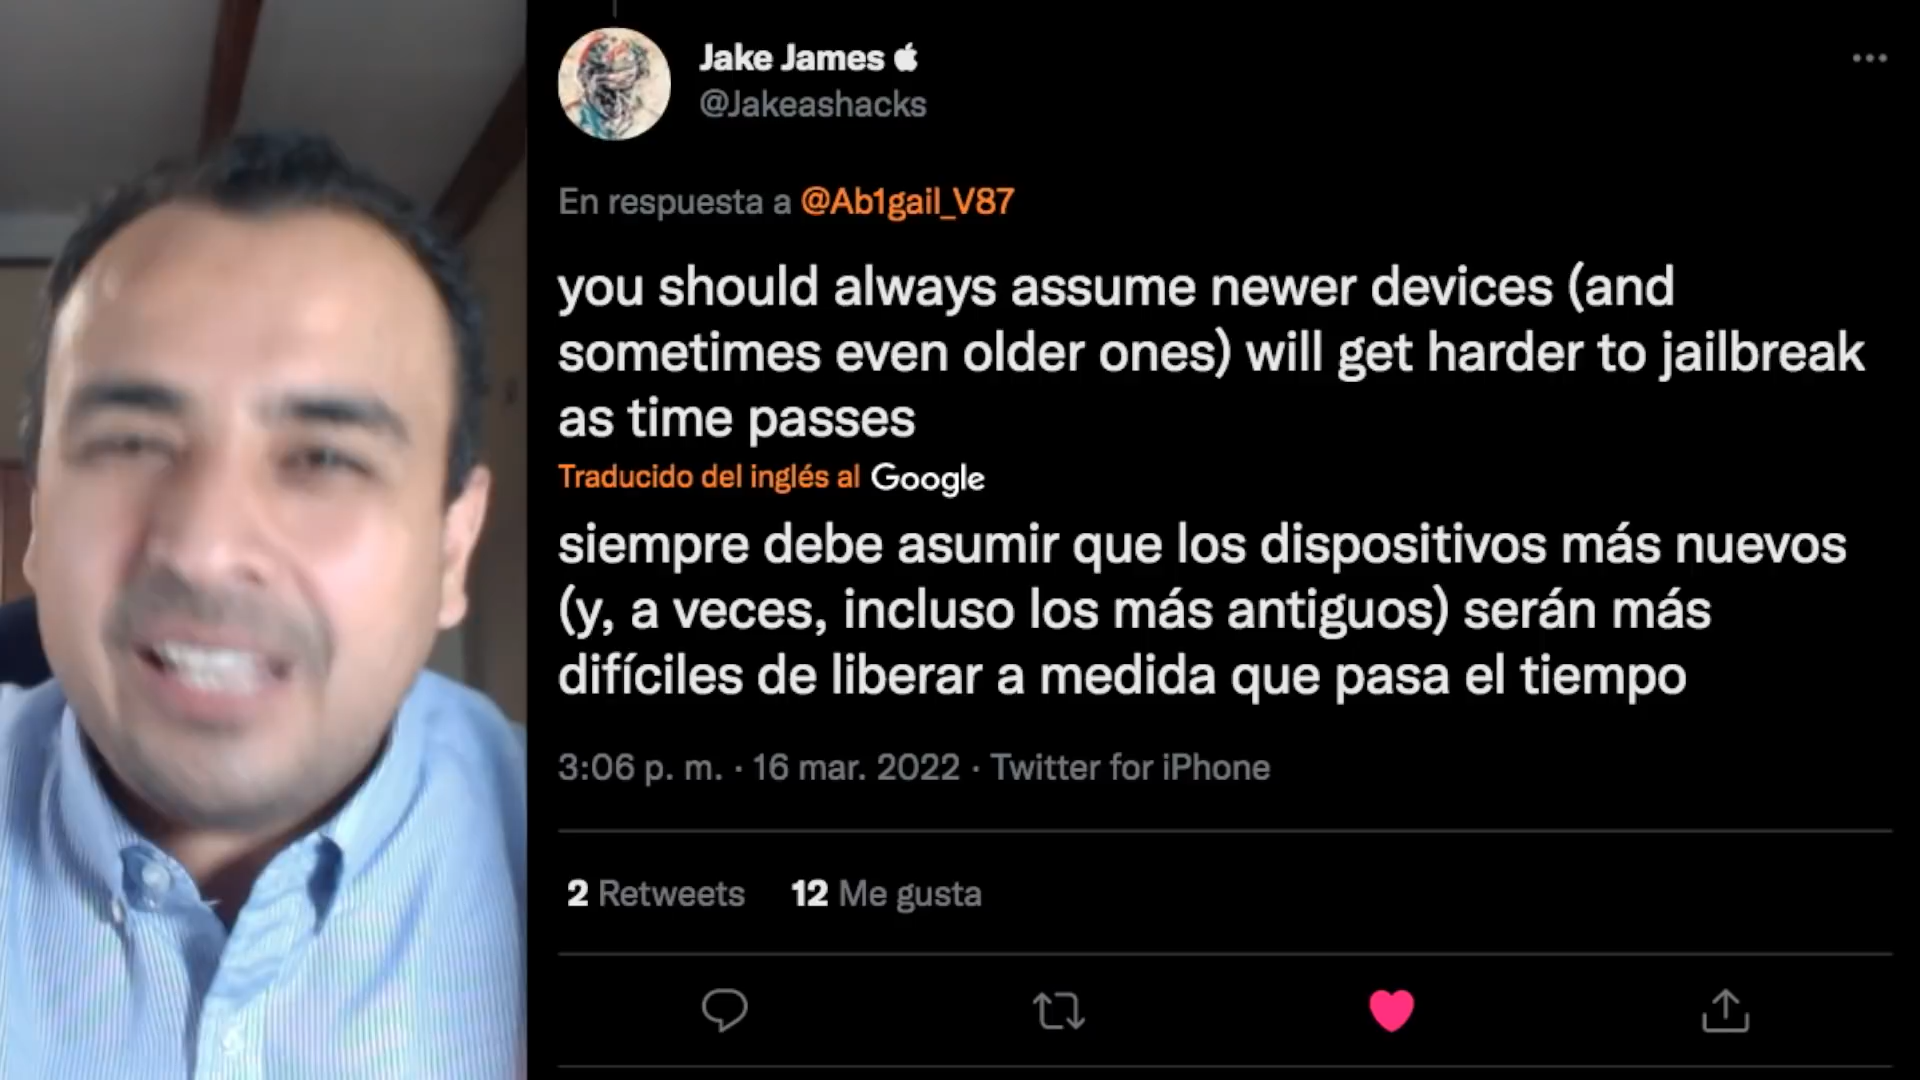 Jake James
@Jakeashacks
En respuesta a @Ab1gail_V87
you should always assume newer devices (and
sometimes even older ones) will get harder to jailbreak
as time passes
Traducido del inglés al Google
siempre debe asumir que los dispositivos más nuevos
(y, a veces, incluso los más antiguos) serán más
difíciles de liberar a medida que pasa el tiempo
3:06 p. m. · 16 mar. 2022 · Twitter for iPhone
2 Retweets 12 Me gusta